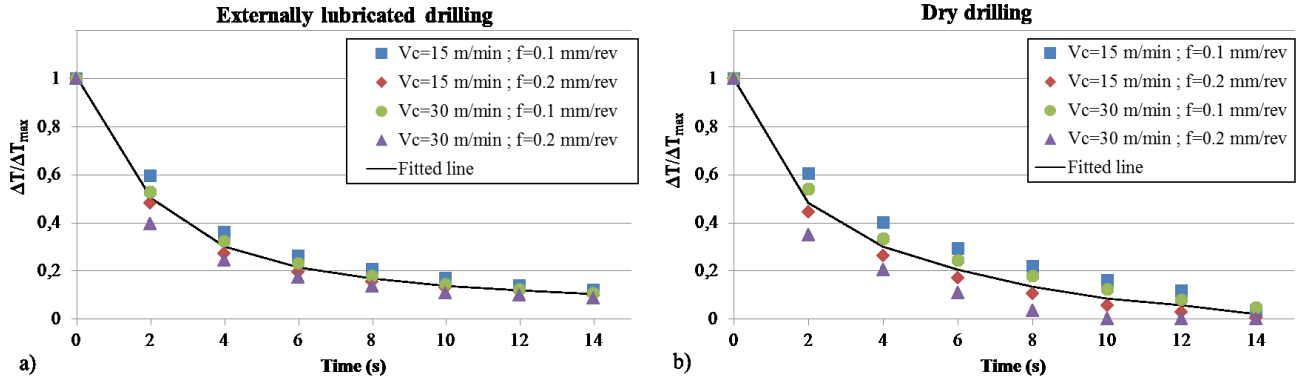 Externally lubricated drilling
Vc=15 m/min ; f=0.1 mm/rev
Vc=15 m/min ; f=0.2 mm/rev
Vc=30 m/min ; f=0.1 mm/rev
Vc=30 m/min ; f=0.2 mm/rev
Fitted line
1
0,8
0,6
0,4
0,2
0
ΔT/ΔTmax
0 2 4 6 8 10 12 14
Time (s)
a)
Dry drilling
Vc=15 m/min ; f=0.1 mm/rev
Vc=15 m/min ; f=0.2 mm/rev
Vc=30 m/min ; f=0.1 mm/rev
Vc=30 m/min ; f=0.2 mm/rev
Fitted line
1
0,8
0,6
0,4
0,2
0
ΔT/ΔTmax
0 2 4 6 8 10 12 14
Time (s)
b)